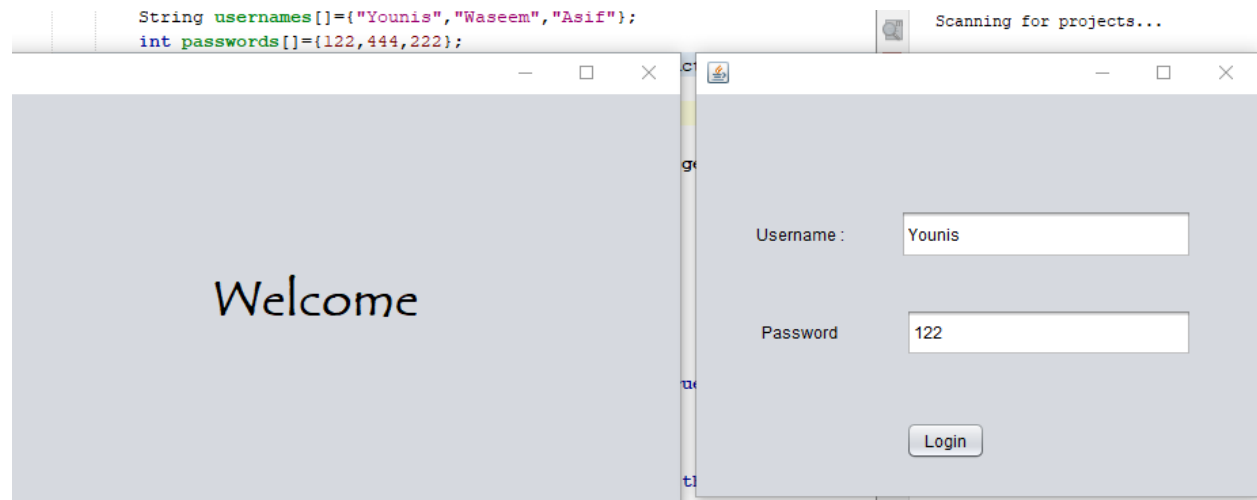 String usernames[]={"Younis","Waseem","Asif"};
int passwords[]={122,444,222};
Scanning for projects...
Welcome
Username :
Younis
Password
122
Login